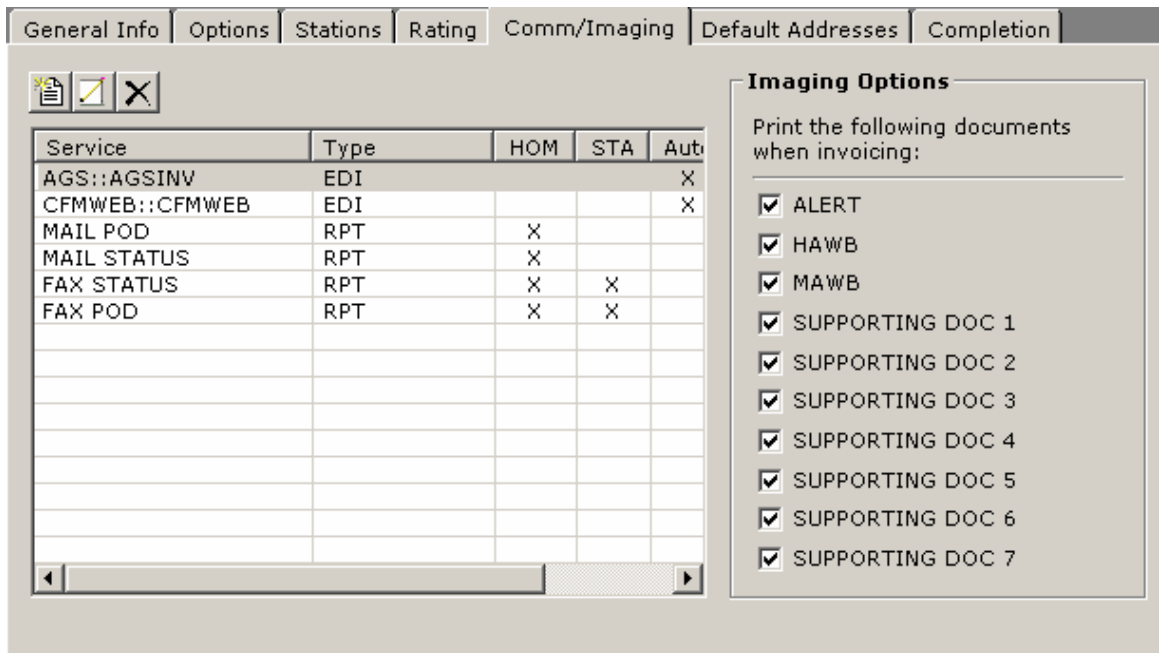 General Info Options Stations Rating Comm/Imaging Default Addresses Completion
Service Type HOM STA Auto
AGS::AGSINV EDI X
CFMWEB::CFMWEB EDI X
MAIL POD RPT X
MAIL STATUS RPT X
FAX STATUS RPT X X
FAX POD RPT X X
Imaging Options
Print the following documents
when invoicing:
ALERT
HAWB
MAWB
SUPPORTING DOC 1
SUPPORTING DOC 2
SUPPORTING DOC 3
SUPPORTING DOC 4
SUPPORTING DOC 5
SUPPORTING DOC 6
SUPPORTING DOC 7